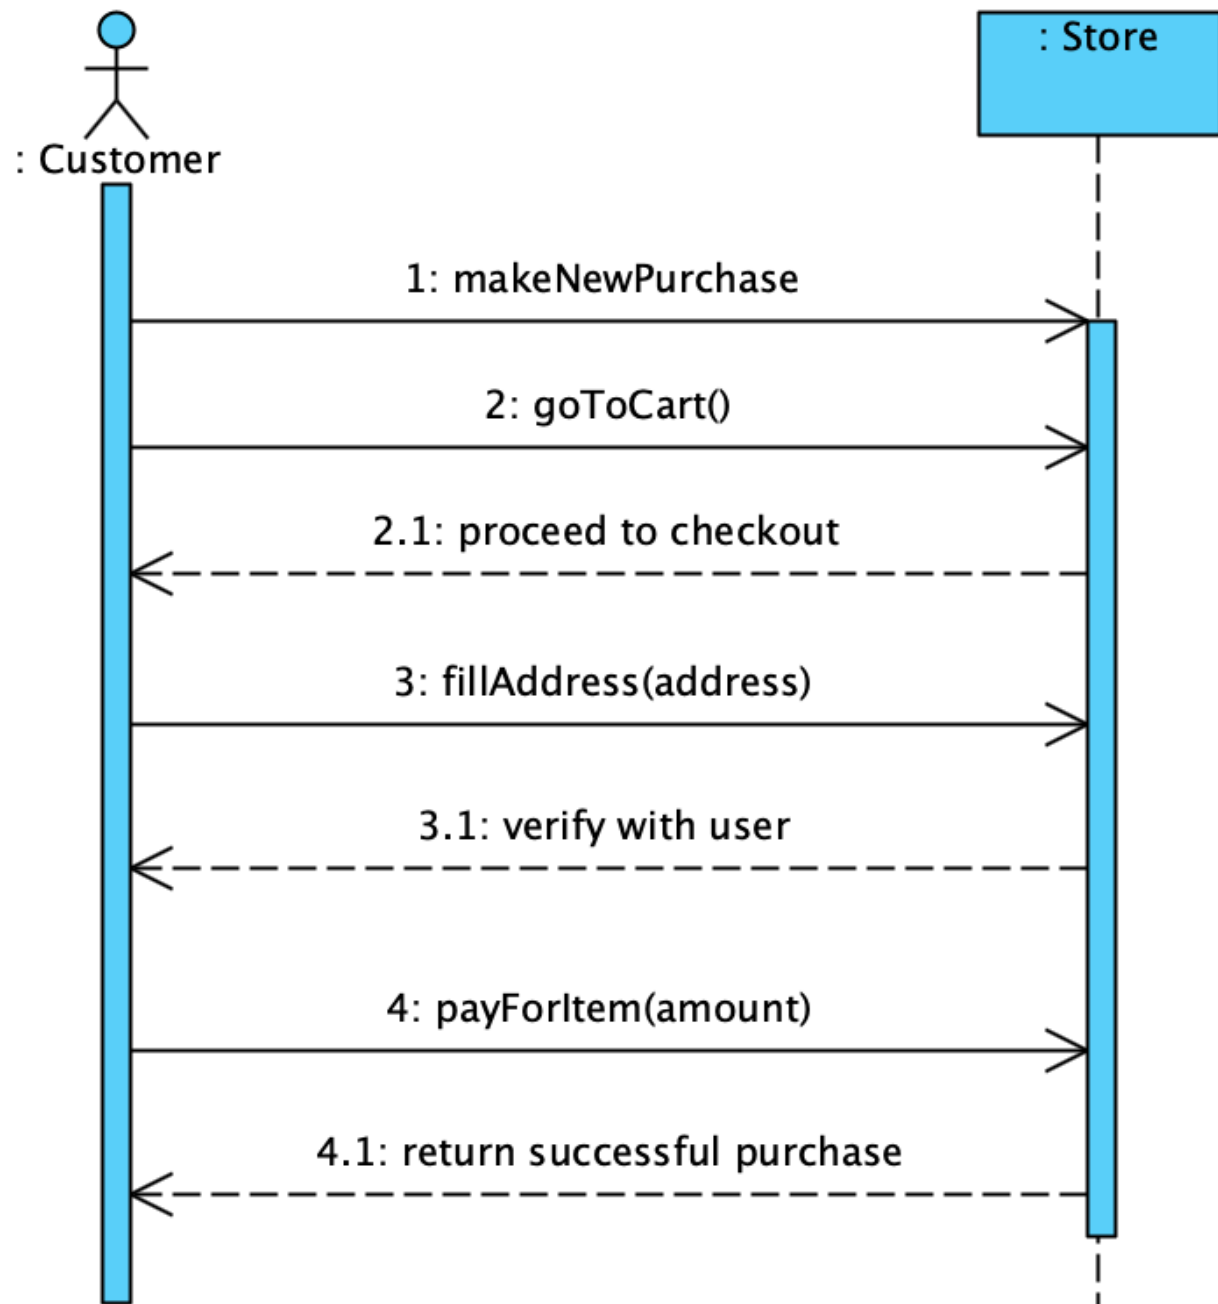 : Customer
: Store
1: makeNewPurchase
2: goToCart()
2.1: proceed to checkout
3: fillAddress(address)
3.1: verify with user
4: payForItem(amount)
4.1: return successful purchase